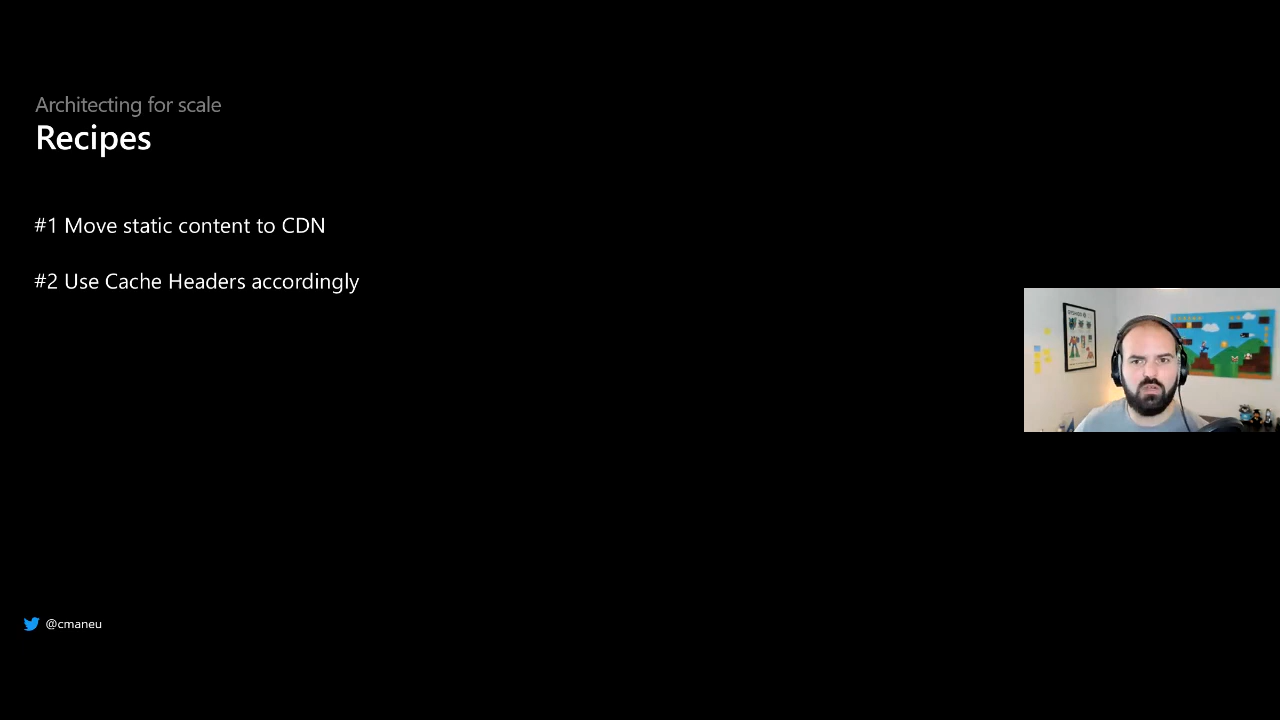 Architecting for scale
Recipes
#1 Move static content to CDN
#2 Use Cache Headers accordingly
@cmaneu